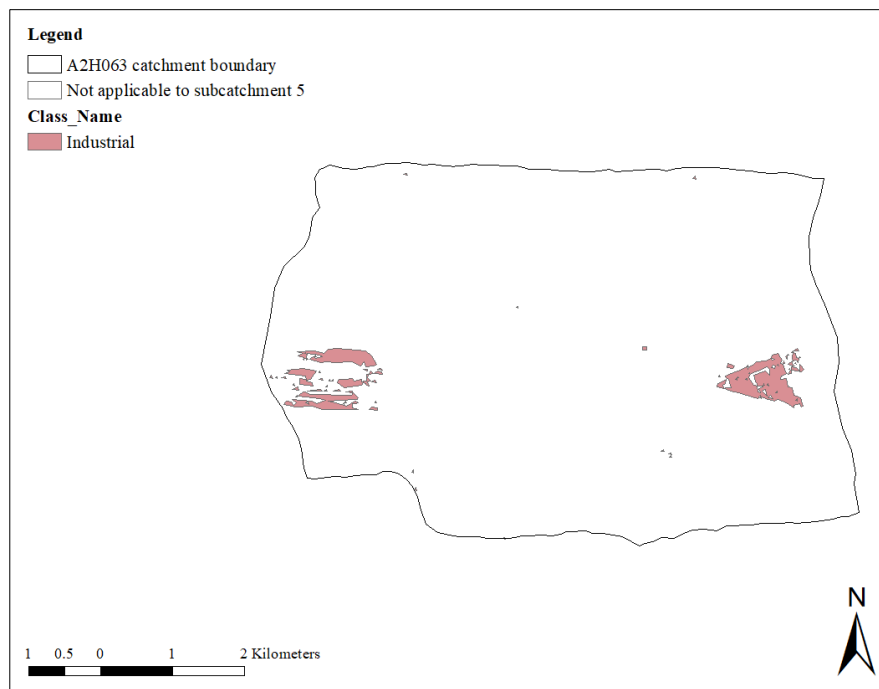 Legend
A2H063 catchment boundary
Not applicable to subcatchment 5
Class_Name
Industrial
N
1 0.5 0 1 2 Kilometers